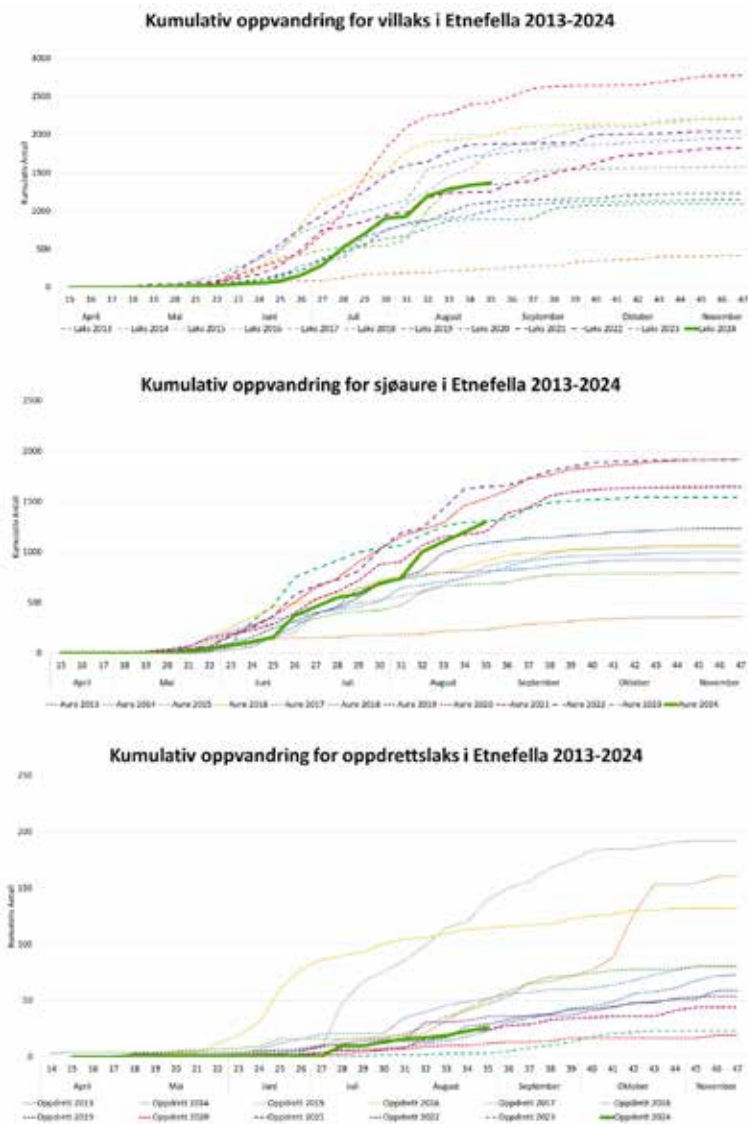 Kumulativ oppvandring for villaks i Etnefella 2013-2024
Kumulativ Antall
4000
3500
3000
2500
2000
1500
1000
500
0
15 16 17 18 19 20 21 22 23 24 25 26 27 28 29 30 31 32 33 34 35 36 37 38 39 40 41 42 43 44 45 46 47
April Mai Juni Juli August September Oktober November
Laks 2013 Laks 2014 Laks 2015 Laks 2016 Laks 2017 Laks 2018 Laks 2019 Laks 2020 Laks 2021 Laks 2022 Laks 2023 Laks 2024
Kumulativ oppvandring for sjøaure i Etnefella 2013-2024
Kumulativ Antall
2500
2000
1500
1000
500
0
15 16 17 18 19 20 21 22 23 24 25 26 27 28 29 30 31 32 33 34 35 36 37 38 39 40 41 42 43 44 45 46 47
April Mai Juni Juli August September Oktober November
Aure 2013 Aure 2014 Aure 2015 Aure 2016 Aure 2017 Aure 2018 Aure 2019 Aure 2020 Aure 2021 Aure 2022 Aure 2023 Aure 2024
Kumulativ oppvandring for oppdrettslaks i Etnefella 2013-2024
Kumulativ Antall
250
200
150
100
50
0
14 15 16 17 18 19 20 21 22 23 24 25 26 27 28 29 30 31 32 33 34 35 36 37 38 39 40 41 42 43 44 45 46 47
April Mai Juni Juli August September Oktober November
Oppdrett 2013 Oppdrett 2014 Oppdrett 2015 Oppdrett 2016 Oppdrett 2017 Oppdrett 2018
Oppdrett 2019 Oppdrett 2020 Oppdrett 2021 Oppdrett 2022 Oppdrett 2023 Oppdrett 2024